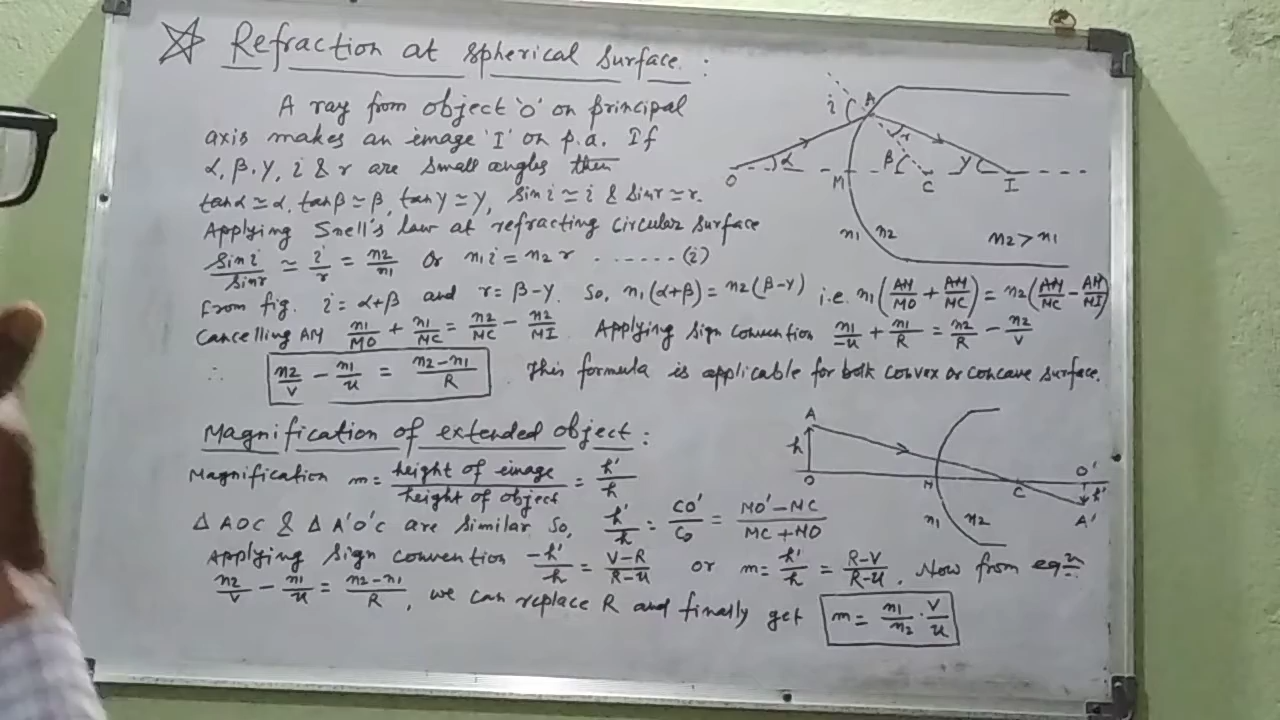 ☆ Refraction at spherical surface :
A ray from object 'O' on principal
axis makes an image 'I' on p.a. If
α, β, γ, i & r are small angles then
tanα ≃ α, tanβ ≃ β, tanγ ≃ γ, sin i ≃ i & sin r ≃ r.
Applying Snell's law at refracting circular surface
sin i / sin r ≃ i/r = n2/n1 or n1 i = n2 r ...... (i)
From fig. i = α+β and r = β-γ. So, n1(α+β) = n2(β-γ) i.e. n1(AM/MO + AM/MC) = n2(AM/MC - AM/MI)
Cancelling AM n1/MO + n1/MC = n2/MC - n2/MI Applying sign convention n1/-u + n1/R = n2/R - n2/v
∴ n2/v - n1/u = n2-n1/R This formula is applicable for both convex or concave surface.
i A r
α β γ
O M C I
n1 n2 n2 > n1
Magnification of extended object :
Magnification m = height of image / height of object = h'/h
Δ AOC & Δ A'O'C are similar so, h'/h = CO'/CO = MO'-MC / MC+MO
Applying sign convention -h'/h = V-R / R-u or m = h'/h = R-V / R-u. Now from eqn
n2/v - n1/u = n2-n1/R, we can replace R and finally get m = n1/n2 . v/u
A
h
O M C O' h'
A'
n1 n2